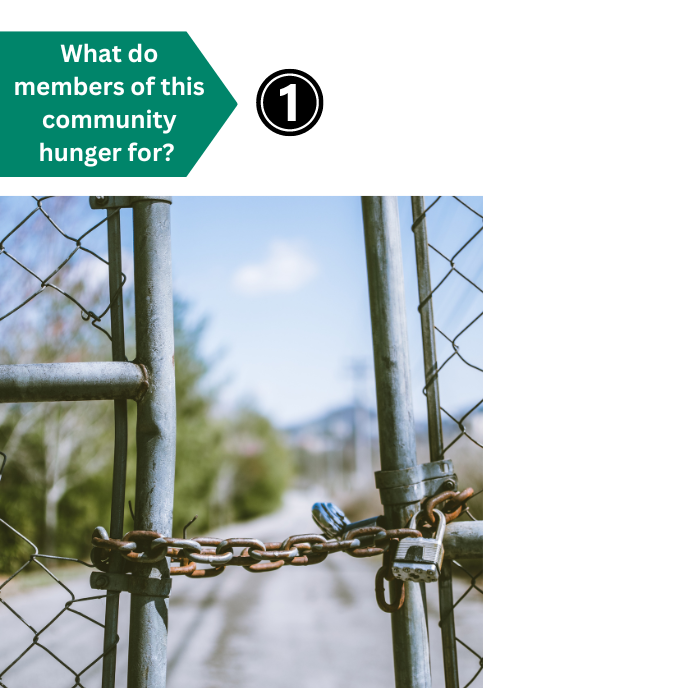 What do
members of this
community
hunger for?
1